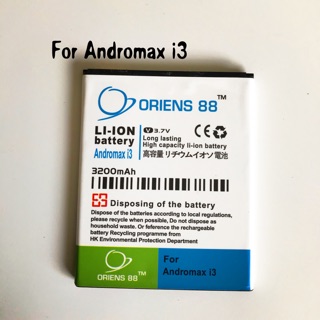 For Andromax i3
ORIENS 88™
LI-ION
battery
Andromax i3
V 3.7V
Long lasting
High capacity li-ion battery
高容量 リチウムイオン電池
3200mAh
Disposing of the battery
Dispose of the batteries according to local regulations,
please recycle when possible. Do not dispose as
household waste. Or follow the rechargeable
battery Recycling programme from
HK Environmental Protection Department.
ORIENS 88™
For
Andromax i3